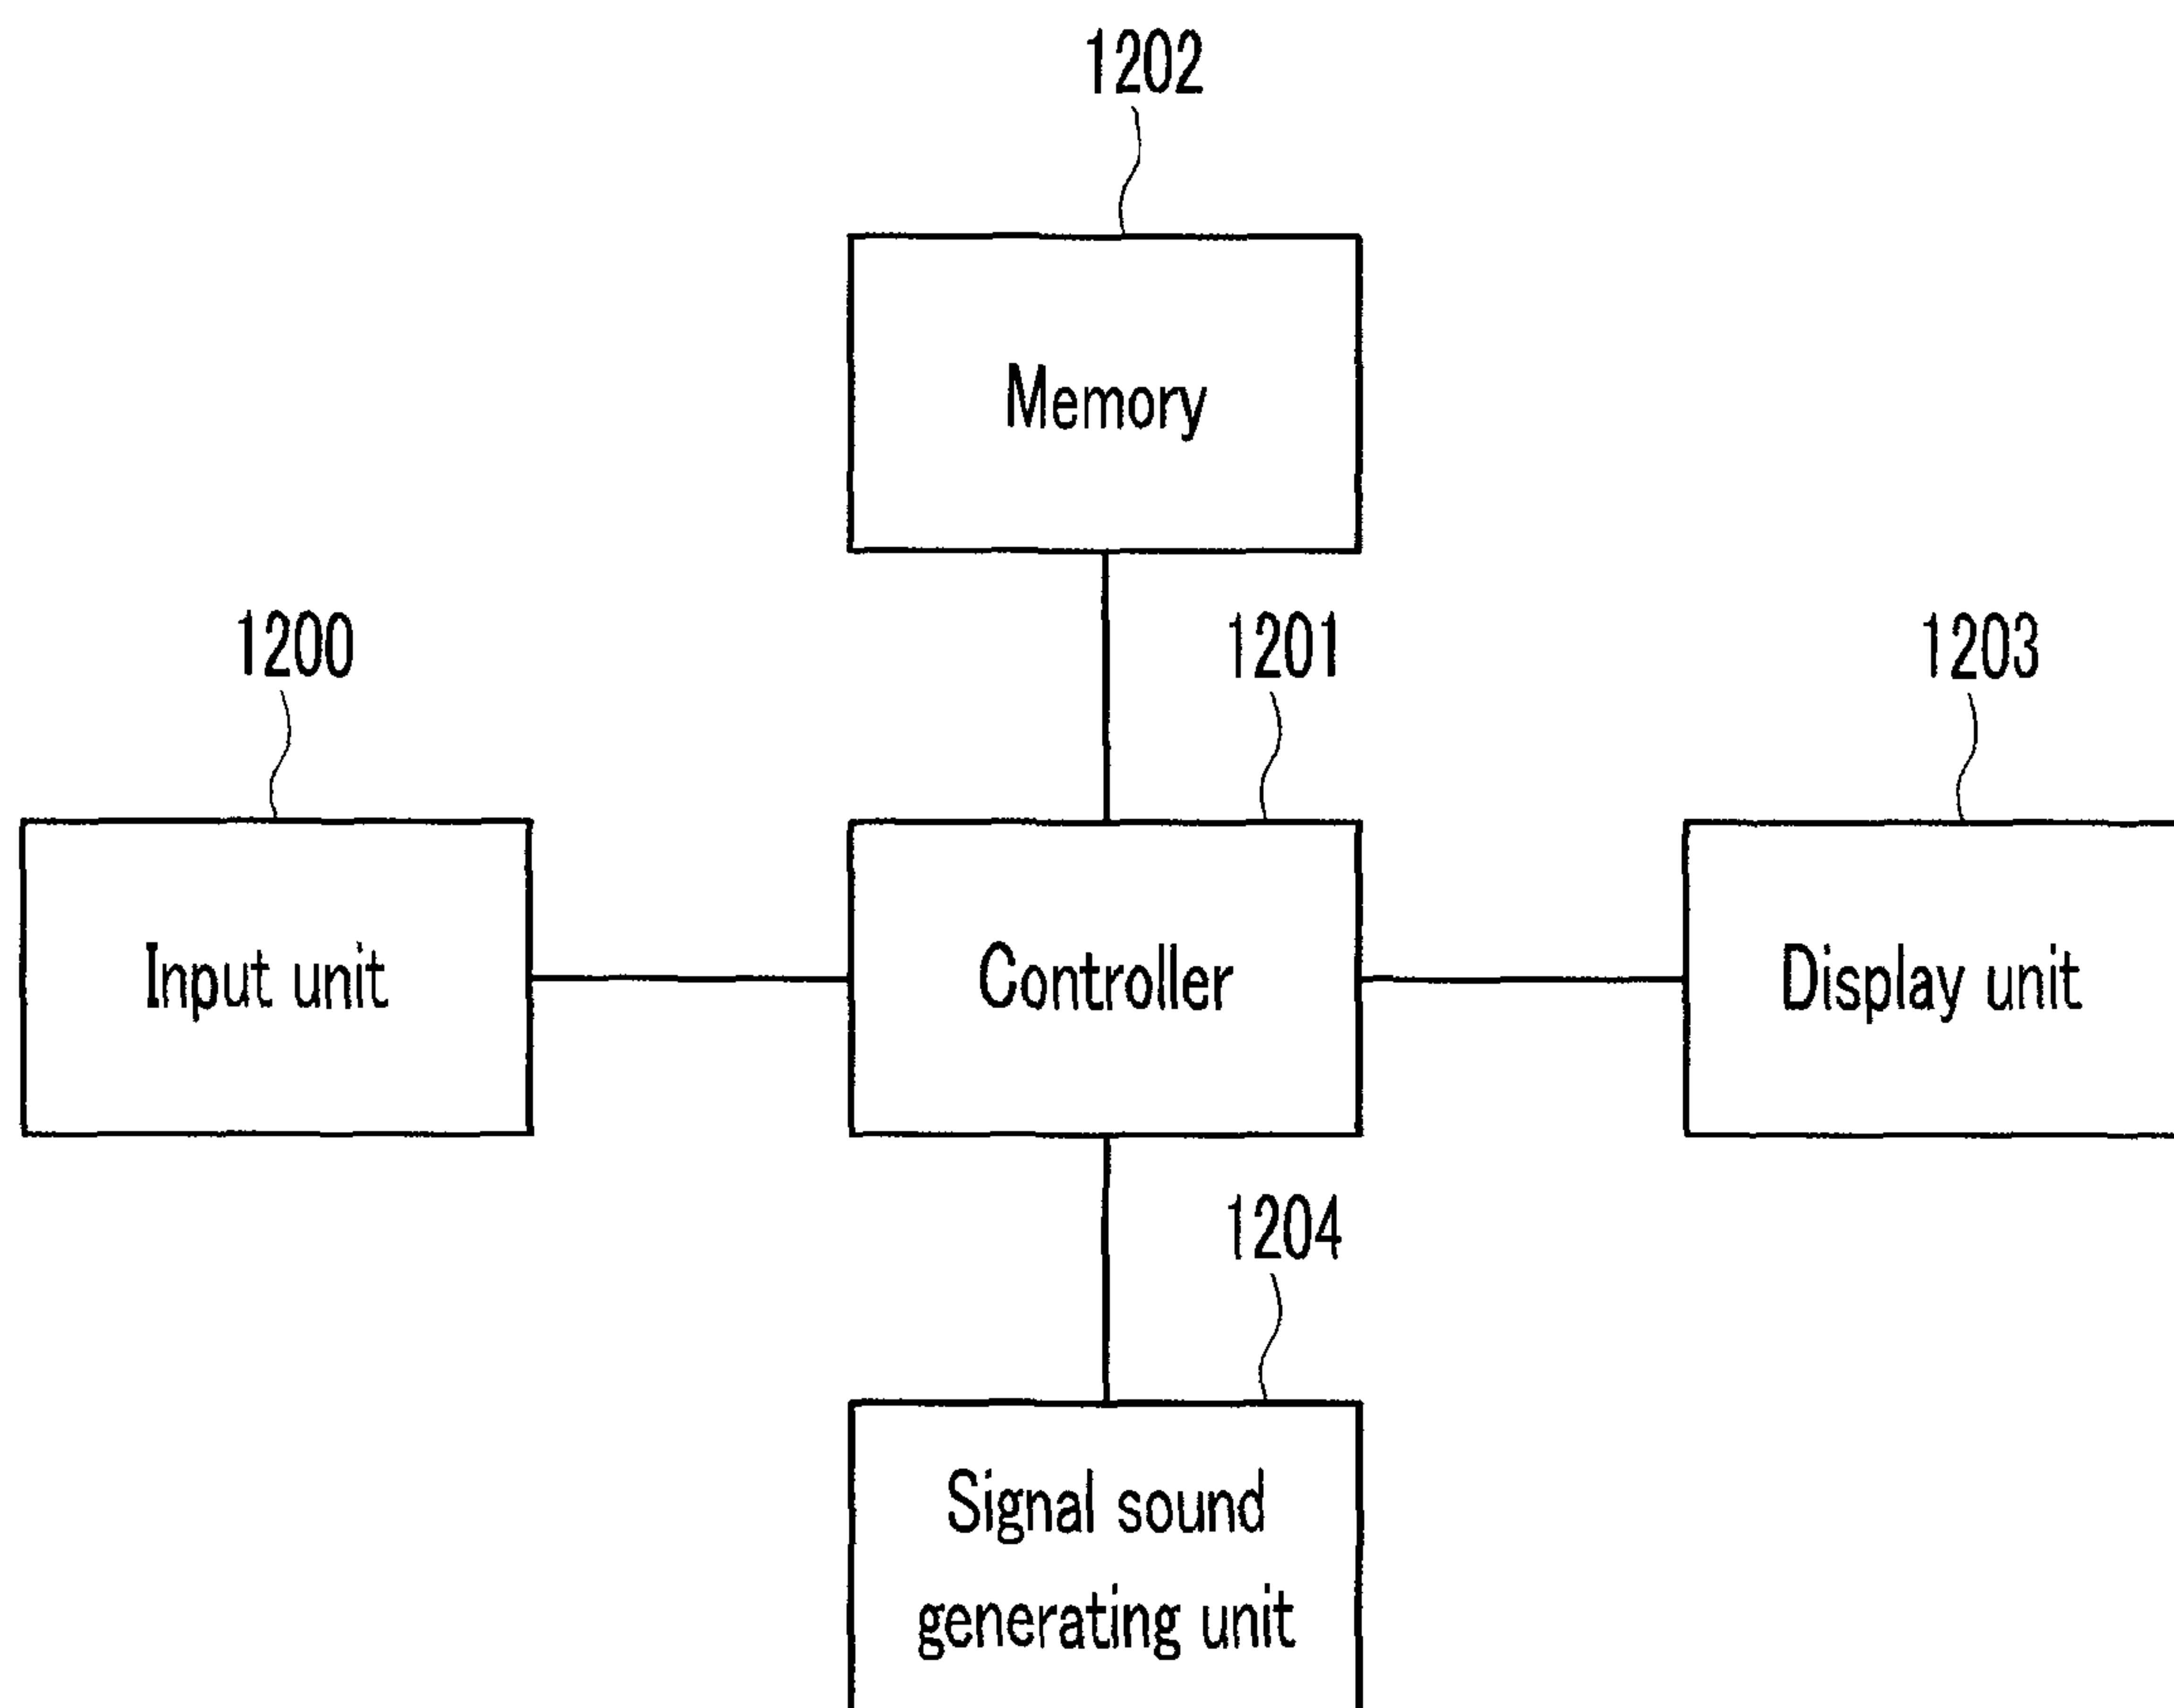 1202
Memory
1200
1201
1203
Input unit
Controller
Display unit
1204
Signal sound
generating unit